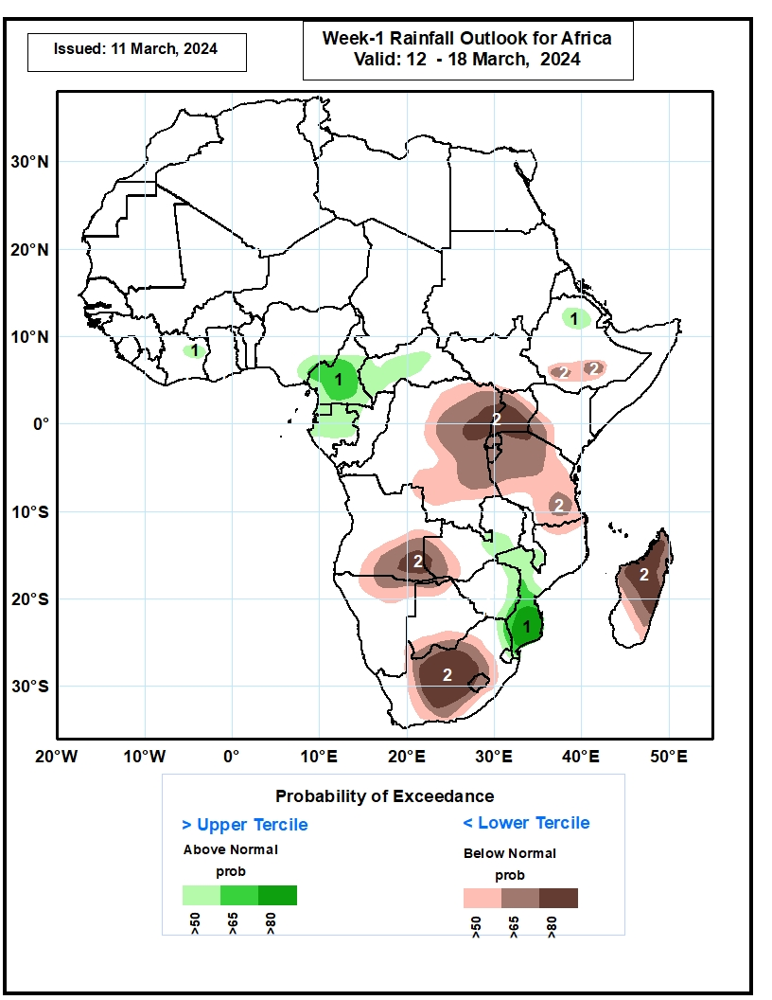 Issued: 11 March, 2024
Week-1 Rainfall Outlook for Africa
Valid: 12 - 18 March, 2024
30°N
20°N
10°N
0°
10°S
20°S
30°S
1
1
1
2
2
2
2
2
2
1
2
20°W
10°W
0°
10°E
20°E
30°E
40°E
50°E
Probability of Exceedance
> Upper Tercile
< Lower Tercile
Above Normal
Below Normal
prob
prob
>50
>65
>80
>50
>65
>80